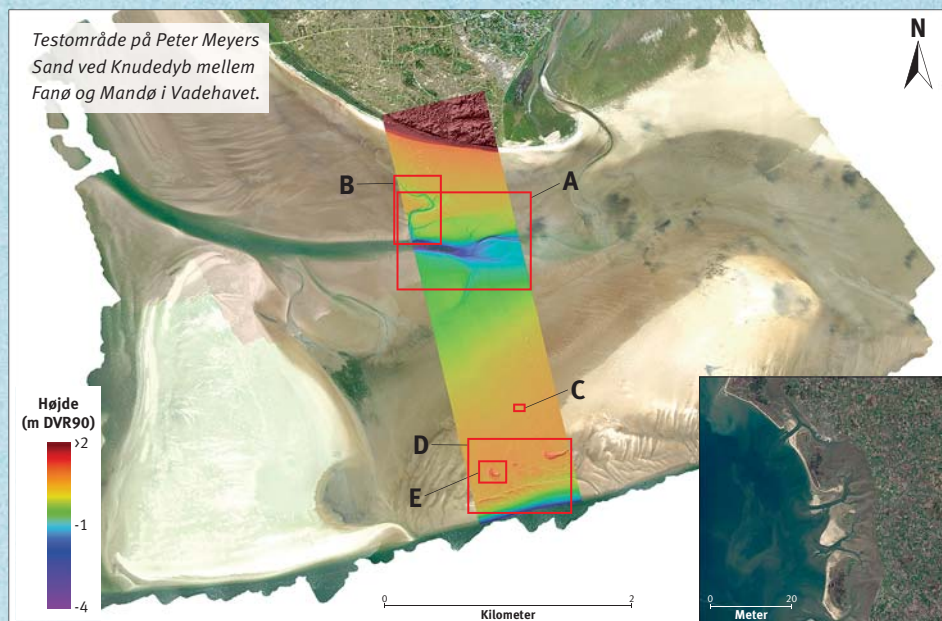 Testområde på Peter Meyers
Sand ved Knudedyb mellem
Fanø og Mandø i Vadehavet.
N
B
A
C
D
E
Højde
(m DVR90)
>2
-1
-4
0
2
Kilometer
0
20
Meter